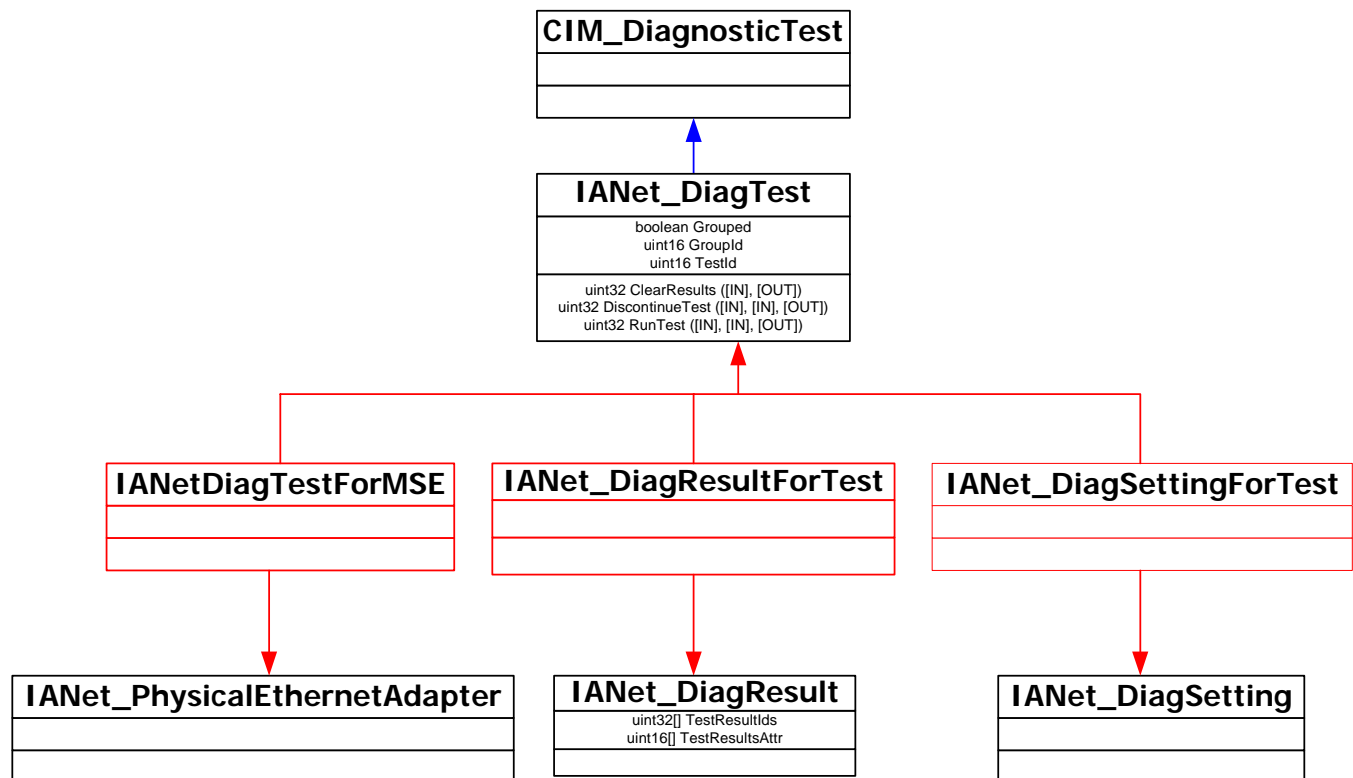 CIM_DiagnosticTest
IANet_DiagTest
boolean Grouped
uint16 GroupId
uint16 TestId
uint32 ClearResults ([IN], [OUT])
uint32 DiscontinueTest ([IN], [IN], [OUT])
uint32 RunTest ([IN], [IN], [OUT])
IANetDiagTestForMSE
IANet_DiagResultForTest
IANet_DiagSettingForTest
IANet_PhysicalEthernetAdapter
IANet_DiagResult
uint32[] TestResultIds
uint16[] TestResultsAttr
IANet_DiagSetting